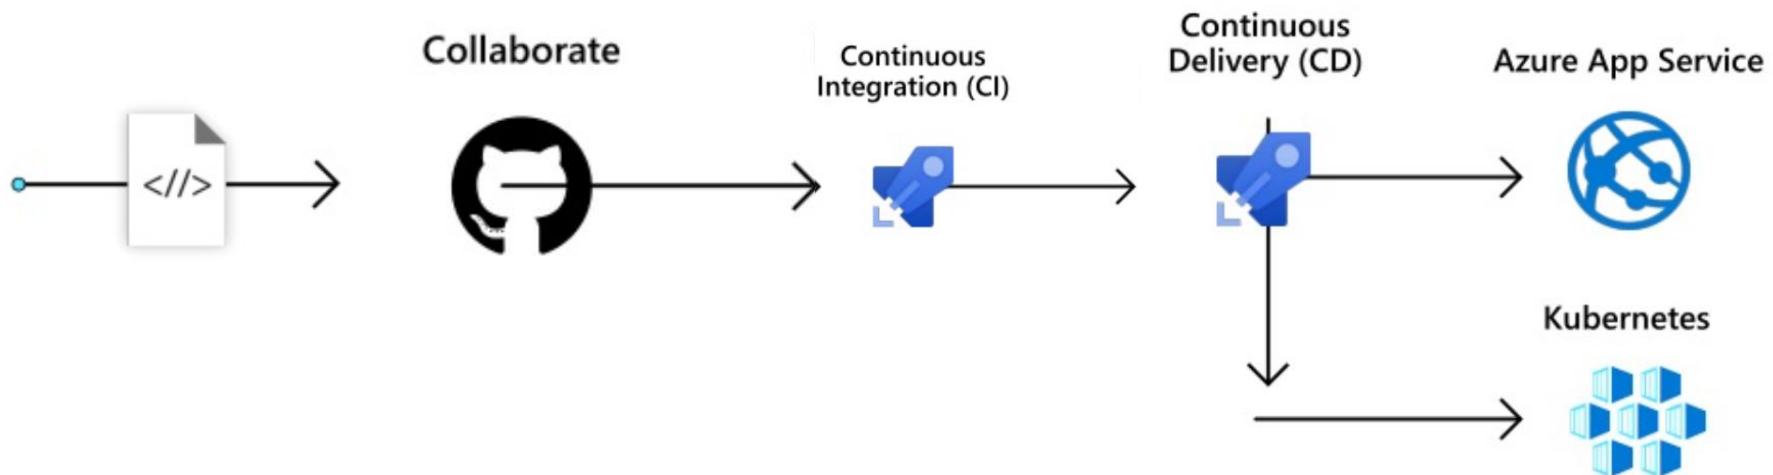 Collaborate
Continuous
Integration (CI)
Continuous
Delivery (CD)
Azure App Service
<//>
Kubernetes